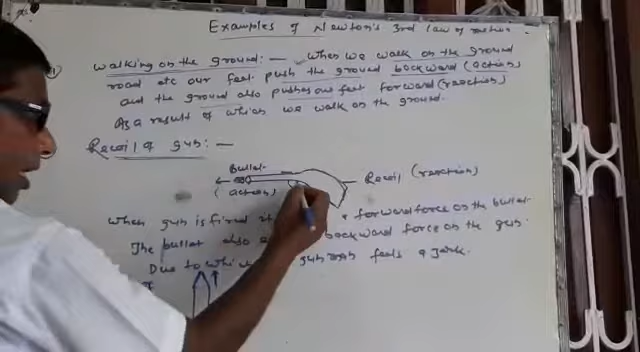 Examples of Newton's 3rd law of motion.
walking on the ground:— when we walk on the ground
road etc our feet push the ground backward (action)
and the ground also pushes our feet forward (reaction)
As a result of which we walk on the ground.
Recoil of gun:—
Bullet
Recoil (reaction)
(action)
When gun is fired it a forward force on the bullet.
The bullet also backward force on the gun.
Due to which gunman feels a jerk.